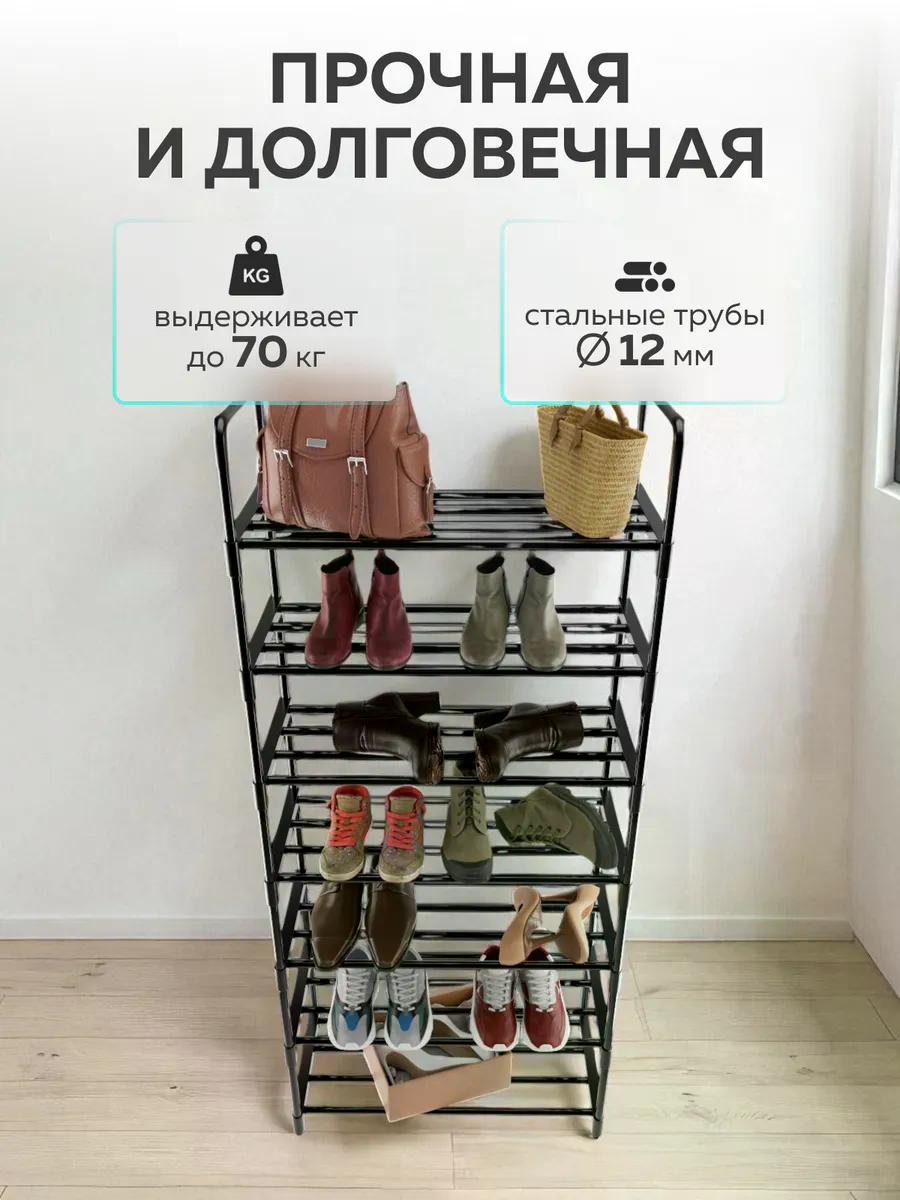 ПРОЧНАЯ
И ДОЛГОВЕЧНАЯ
KG
выдерживает
до 70 кг
стальные трубы
Ø 12 мм